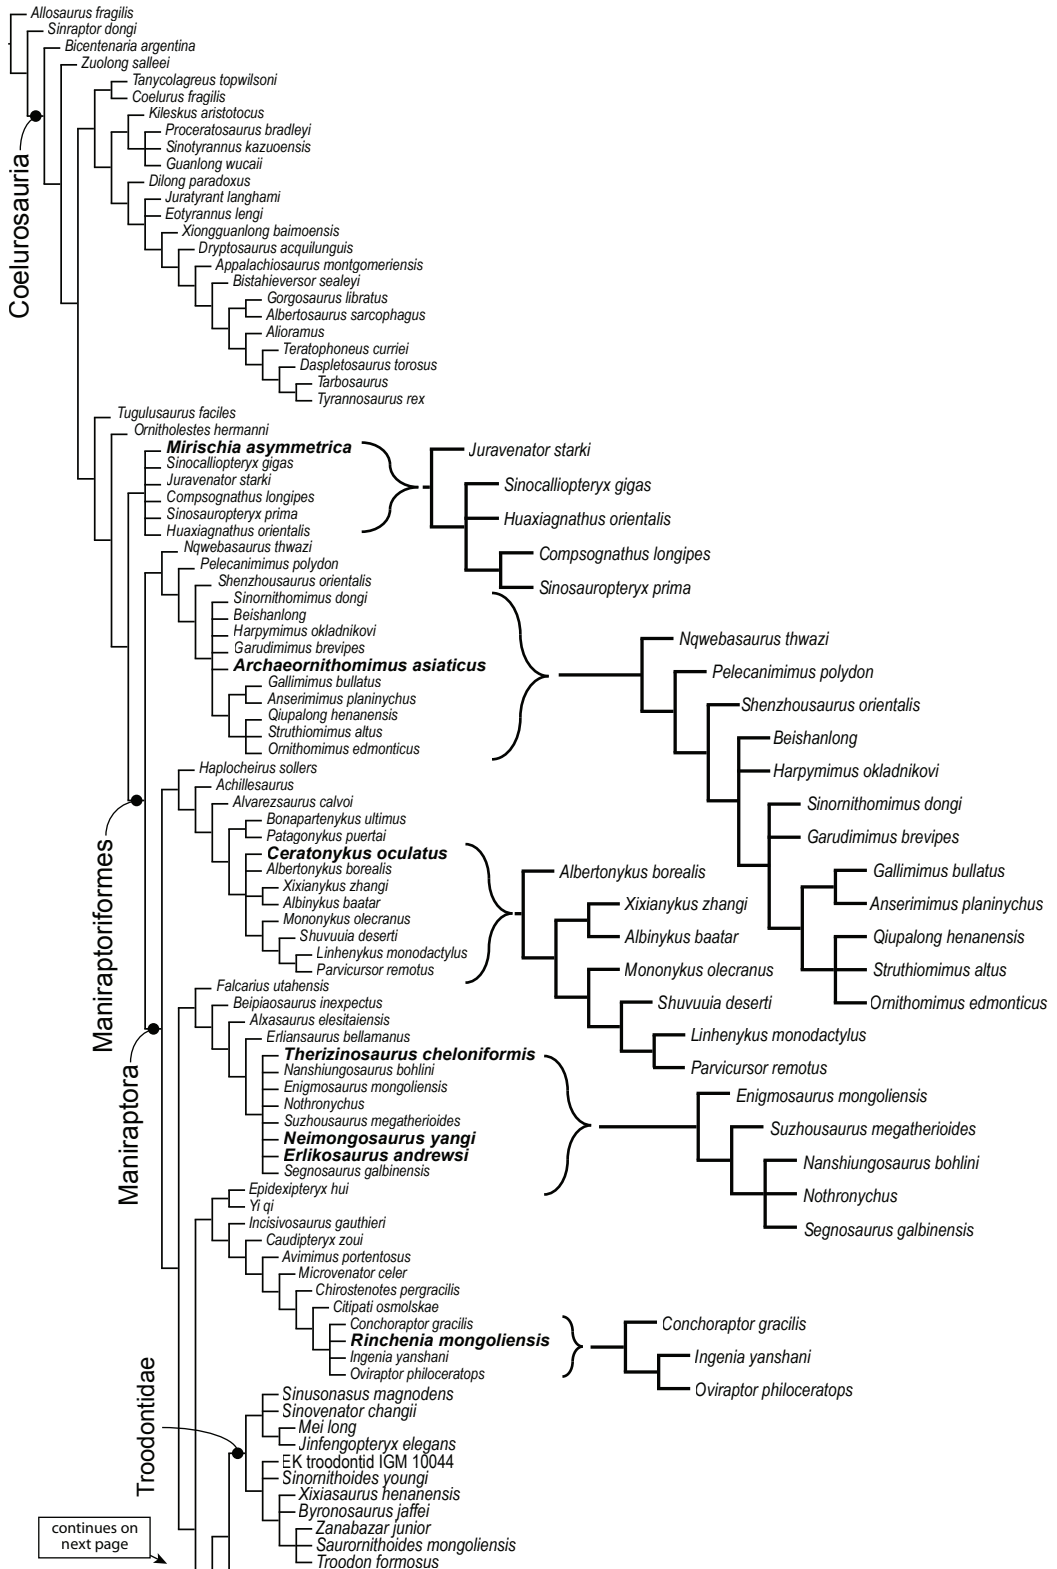 Allosaurus fragilis
Sinraptor dongi
Bicentenaria argentina
Zuolong salleei
Tanycolagreus topwilsoni
Coelurus fragilis
Kileskus aristotocus
Proceratosaurus bradleyi
Sinotyrannus kazuoensis
Guanlong wucaii
Dilong paradoxus
Juratyrant langhami
Eotyrannus lengi
Xiongguanlong baimoensis
Dryptosaurus acquilunguis
Appalachiosaurus montgomeriensis
Bistahieversor sealeyi
Gorgosaurus libratus
Albertosaurus sarcophagus
Alioramus
Teratophoneus curriei
Daspletosaurus torosus
Tarbosaurus
Tyrannosaurus rex
Coelurosauria
Tugulusaurus faciles
Ornitholestes hermanni
Mirischia asymmetrica
Sinocalliopteryx gigas
Juravenator starki
Compsognathus longipes
Sinosauropteryx prima
Huaxiagnathus orientalis
Juravenator starki
Sinocalliopteryx gigas
Huaxiagnathus orientalis
Compsognathus longipes
Sinosauropteryx prima
Nqwebasaurus thwazi
Pelecanimimus polydon
Shenzhousaurus orientalis
Sinornithomimus dongi
Beishanlong
Harpymimus okladnikovi
Garudimimus brevipes
Archaeornithomimus asiaticus
Gallimimus bullatus
Anserimimus planinychus
Qiupalong henanensis
Struthiomimus altus
Ornithomimus edmonticus
Nqwebasaurus thwazi
Pelecanimimus polydon
Shenzhousaurus orientalis
Beishanlong
Harpymimus okladnikovi
Sinornithomimus dongi
Garudimimus brevipes
Gallimimus bullatus
Anserimimus planinychus
Qiupalong henanensis
Struthiomimus altus
Ornithomimus edmonticus
Maniraptoriformes
Haplocheirus sollers
Achillesaurus
Alvarezsaurus calvoi
Bonapartenykus ultimus
Patagonykus puertai
Ceratonykus oculatus
Albertonykus borealis
Xixianykus zhangi
Albinykus baatar
Mononykus olecranus
Shuvuuia deserti
Linhenykus monodactylus
Parvicursor remotus
Albertonykus borealis
Xixianykus zhangi
Albinykus baatar
Mononykus olecranus
Shuvuuia deserti
Linhenykus monodactylus
Parvicursor remotus
Maniraptora
Falcarius utahensis
Beipiaosaurus inexpectus
Alxasaurus elesitaiensis
Erliansaurus bellamanus
Therizinosaurus cheloniformis
Nanshiungosaurus bohlini
Enigmosaurus mongoliensis
Nothronychus
Suzhousaurus megatherioides
Neimongosaurus yangi
Erlikosaurus andrewsi
Segnosaurus galbinensis
Enigmosaurus mongoliensis
Suzhousaurus megatherioides
Nanshiungosaurus bohlini
Nothronychus
Segnosaurus galbinensis
Epidexipteryx hui
Yi qi
Incisivosaurus gauthieri
Caudipteryx zoui
Avimimus portentosus
Microvenator celer
Chirostenotes pergracilis
Citipati osmolskae
Conchoraptor gracilis
Rinchenia mongoliensis
Ingenia yanshani
Oviraptor philoceratops
Conchoraptor gracilis
Ingenia yanshani
Oviraptor philoceratops
Troodontidae
Sinusonasus magnodens
Sinovenator changii
Mei long
Jinfengopteryx elegans
EK troodontid IGM 10044
Sinornithoides youngi
Xixiasaurus henanensis
Byronosaurus jaffei
Zanabazar junior
Saurornithoides mongoliensis
Troodon formosus
continues on
next page